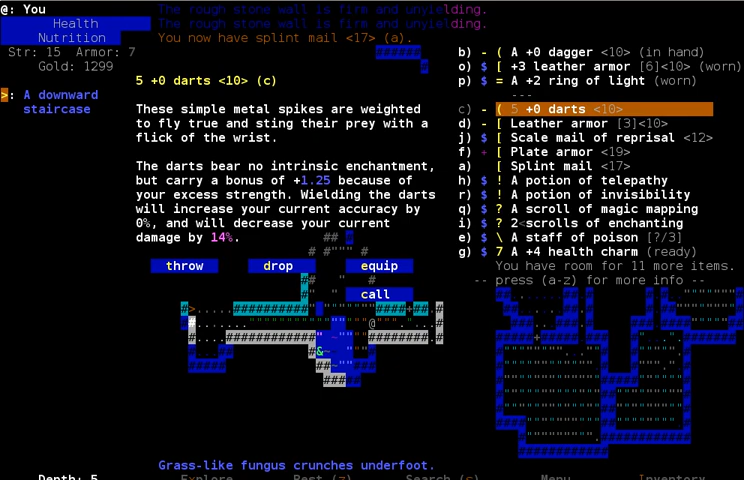 @: You
The rough stone wall is firm and unyielding.
Health
The rough stone wall is firm and unyielding.
Nutrition
You now have splint mail <17> (a).
Str: 15 Armor: 7
Gold: 1299
>: A downward
staircase
5 +0 darts <10> (c)
These simple metal spikes are weighted
to fly true and sting their prey with a
flick of the wrist.
The darts bear no intrinsic enchantment,
but carry a bonus of +1.25 because of
your excess strength. Wielding the darts
will increase your current accuracy by
0%, and will decrease your current
damage by 14%.
throw drop equip
call
b) - ( A +0 dagger <10> (in hand)
o) $ [ +3 leather armor [6]<10> (worn)
p) $ = A +2 ring of light (worn)
---
c) - ( 5 +0 darts <10>
d) - [ Leather armor [3]<10>
j) $ [ Scale mail of reprisal <12>
f) + [ Plate armor <19>
a) [ Splint mail <17>
h) $ ! A potion of telepathy
r) $ ! A potion of invisibility
q) $ ? A scroll of magic mapping
i) $ ? 2 scrolls of enchanting
e) $ \ A staff of poison [?/3]
g) $ 7 A +4 health charm (ready)
You have room for 11 more items.
-- press (a-z) for more info --
Grass-like fungus crunches underfoot.
Depth: 5
Explore Rest (z) Search (s) Menu Inventory